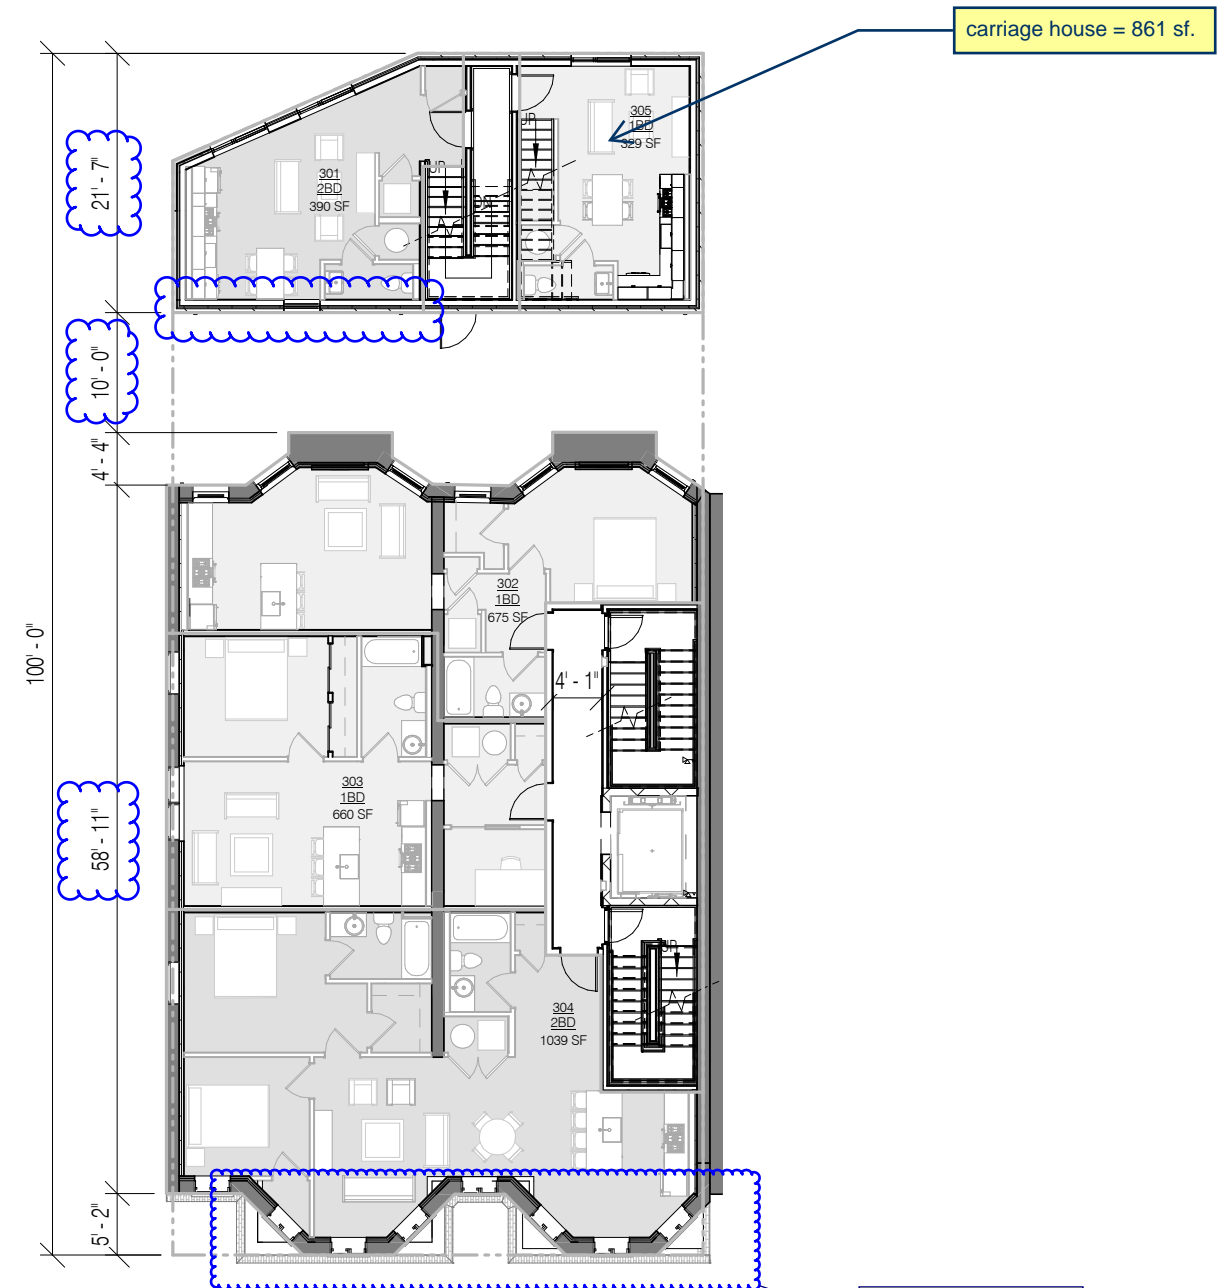 carriage house = 861 sf.
305
1BD
329 SF
UP
301
2BD
390 SF
UP
DN
21' - 7"
10' - 0"
4' - 4"
302
1BD
675 SF
100' - 0"
4' - 1"
303
1BD
660 SF
58' - 11"
UP
304
2BD
1039 SF
5' - 2"